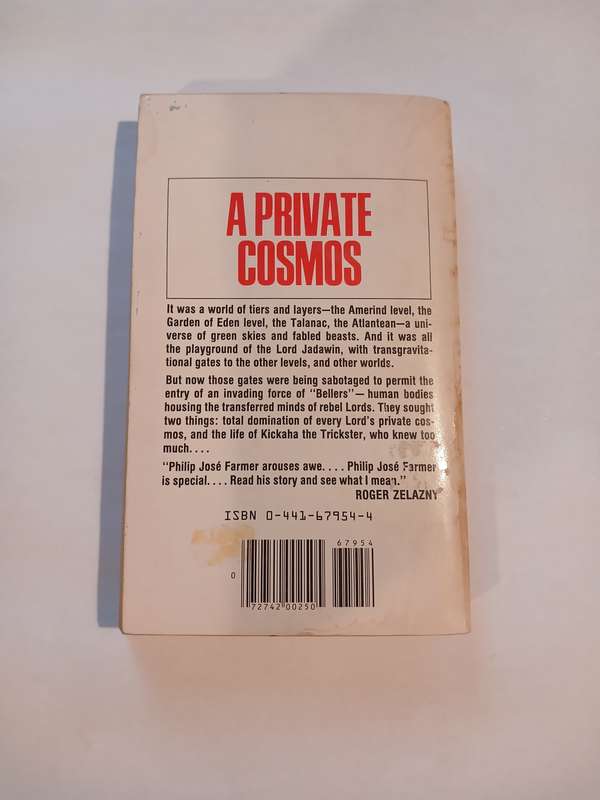 A PRIVATE
COSMOS
It was a world of tiers and layers—the Amerind level, the
Garden of Eden level, the Talanac, the Atlantean—a uni-
verse of green skies and fabled beasts. And it was all
the playground of the Lord Jadawin, with transgravita-
tional gates to the other levels, and other worlds.
But now those gates were being sabotaged to permit the
entry of an invading force of "Bellers"—human bodies
housing the transferred minds of rebel Lords. They sought
two things: total domination of every Lord's private cos-
mos, and the life of Kickaha the Trickster, who knew too
much....
"Philip José Farmer arouses awe.... Philip José Farmer
is special.... Read his story and see what I mean."
ROGER ZELAZNY
ISBN 0-441-67954-4
67954
0
72742 00250